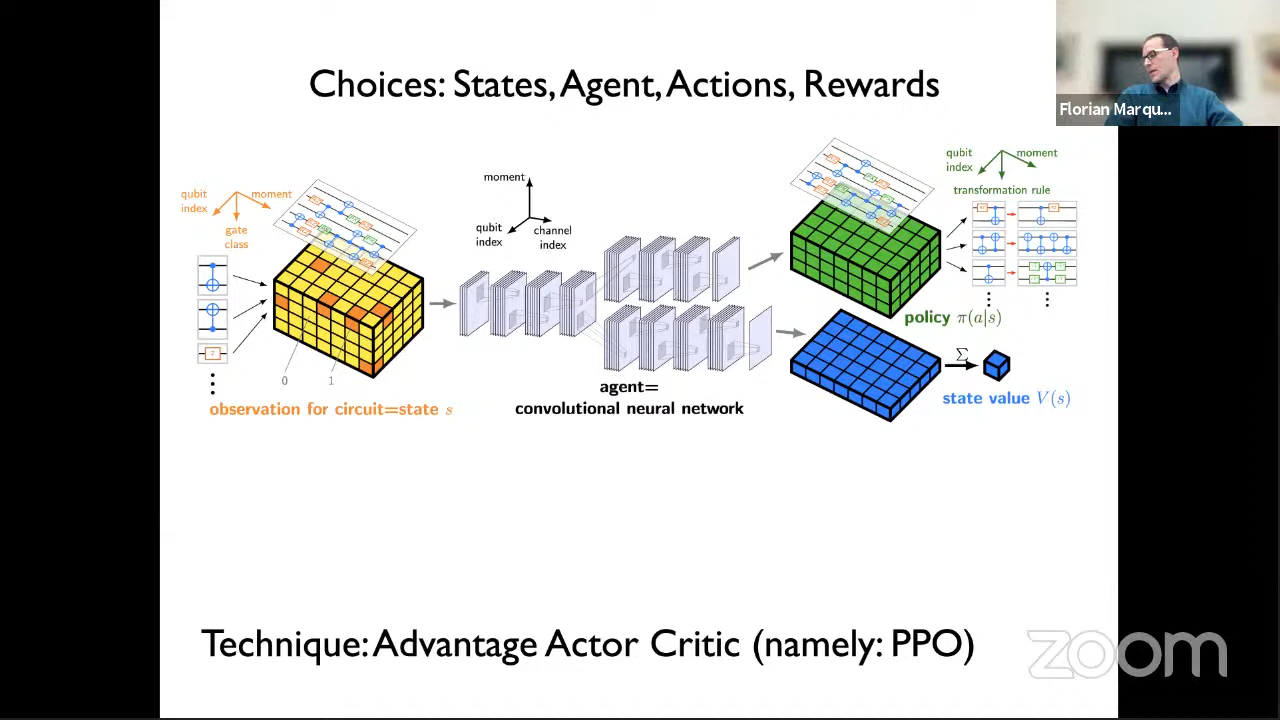 Choices: States, Agent, Actions, Rewards
Florian Marqu...
qubit index
moment
gate class
0
1
observation for circuit=state s
moment
qubit index
channel index
agent=
convolutional neural network
qubit index
moment
transformation rule
policy π(a|s)
Σ
state value V(s)
Technique: Advantage Actor Critic (namely: PPO)
zoom